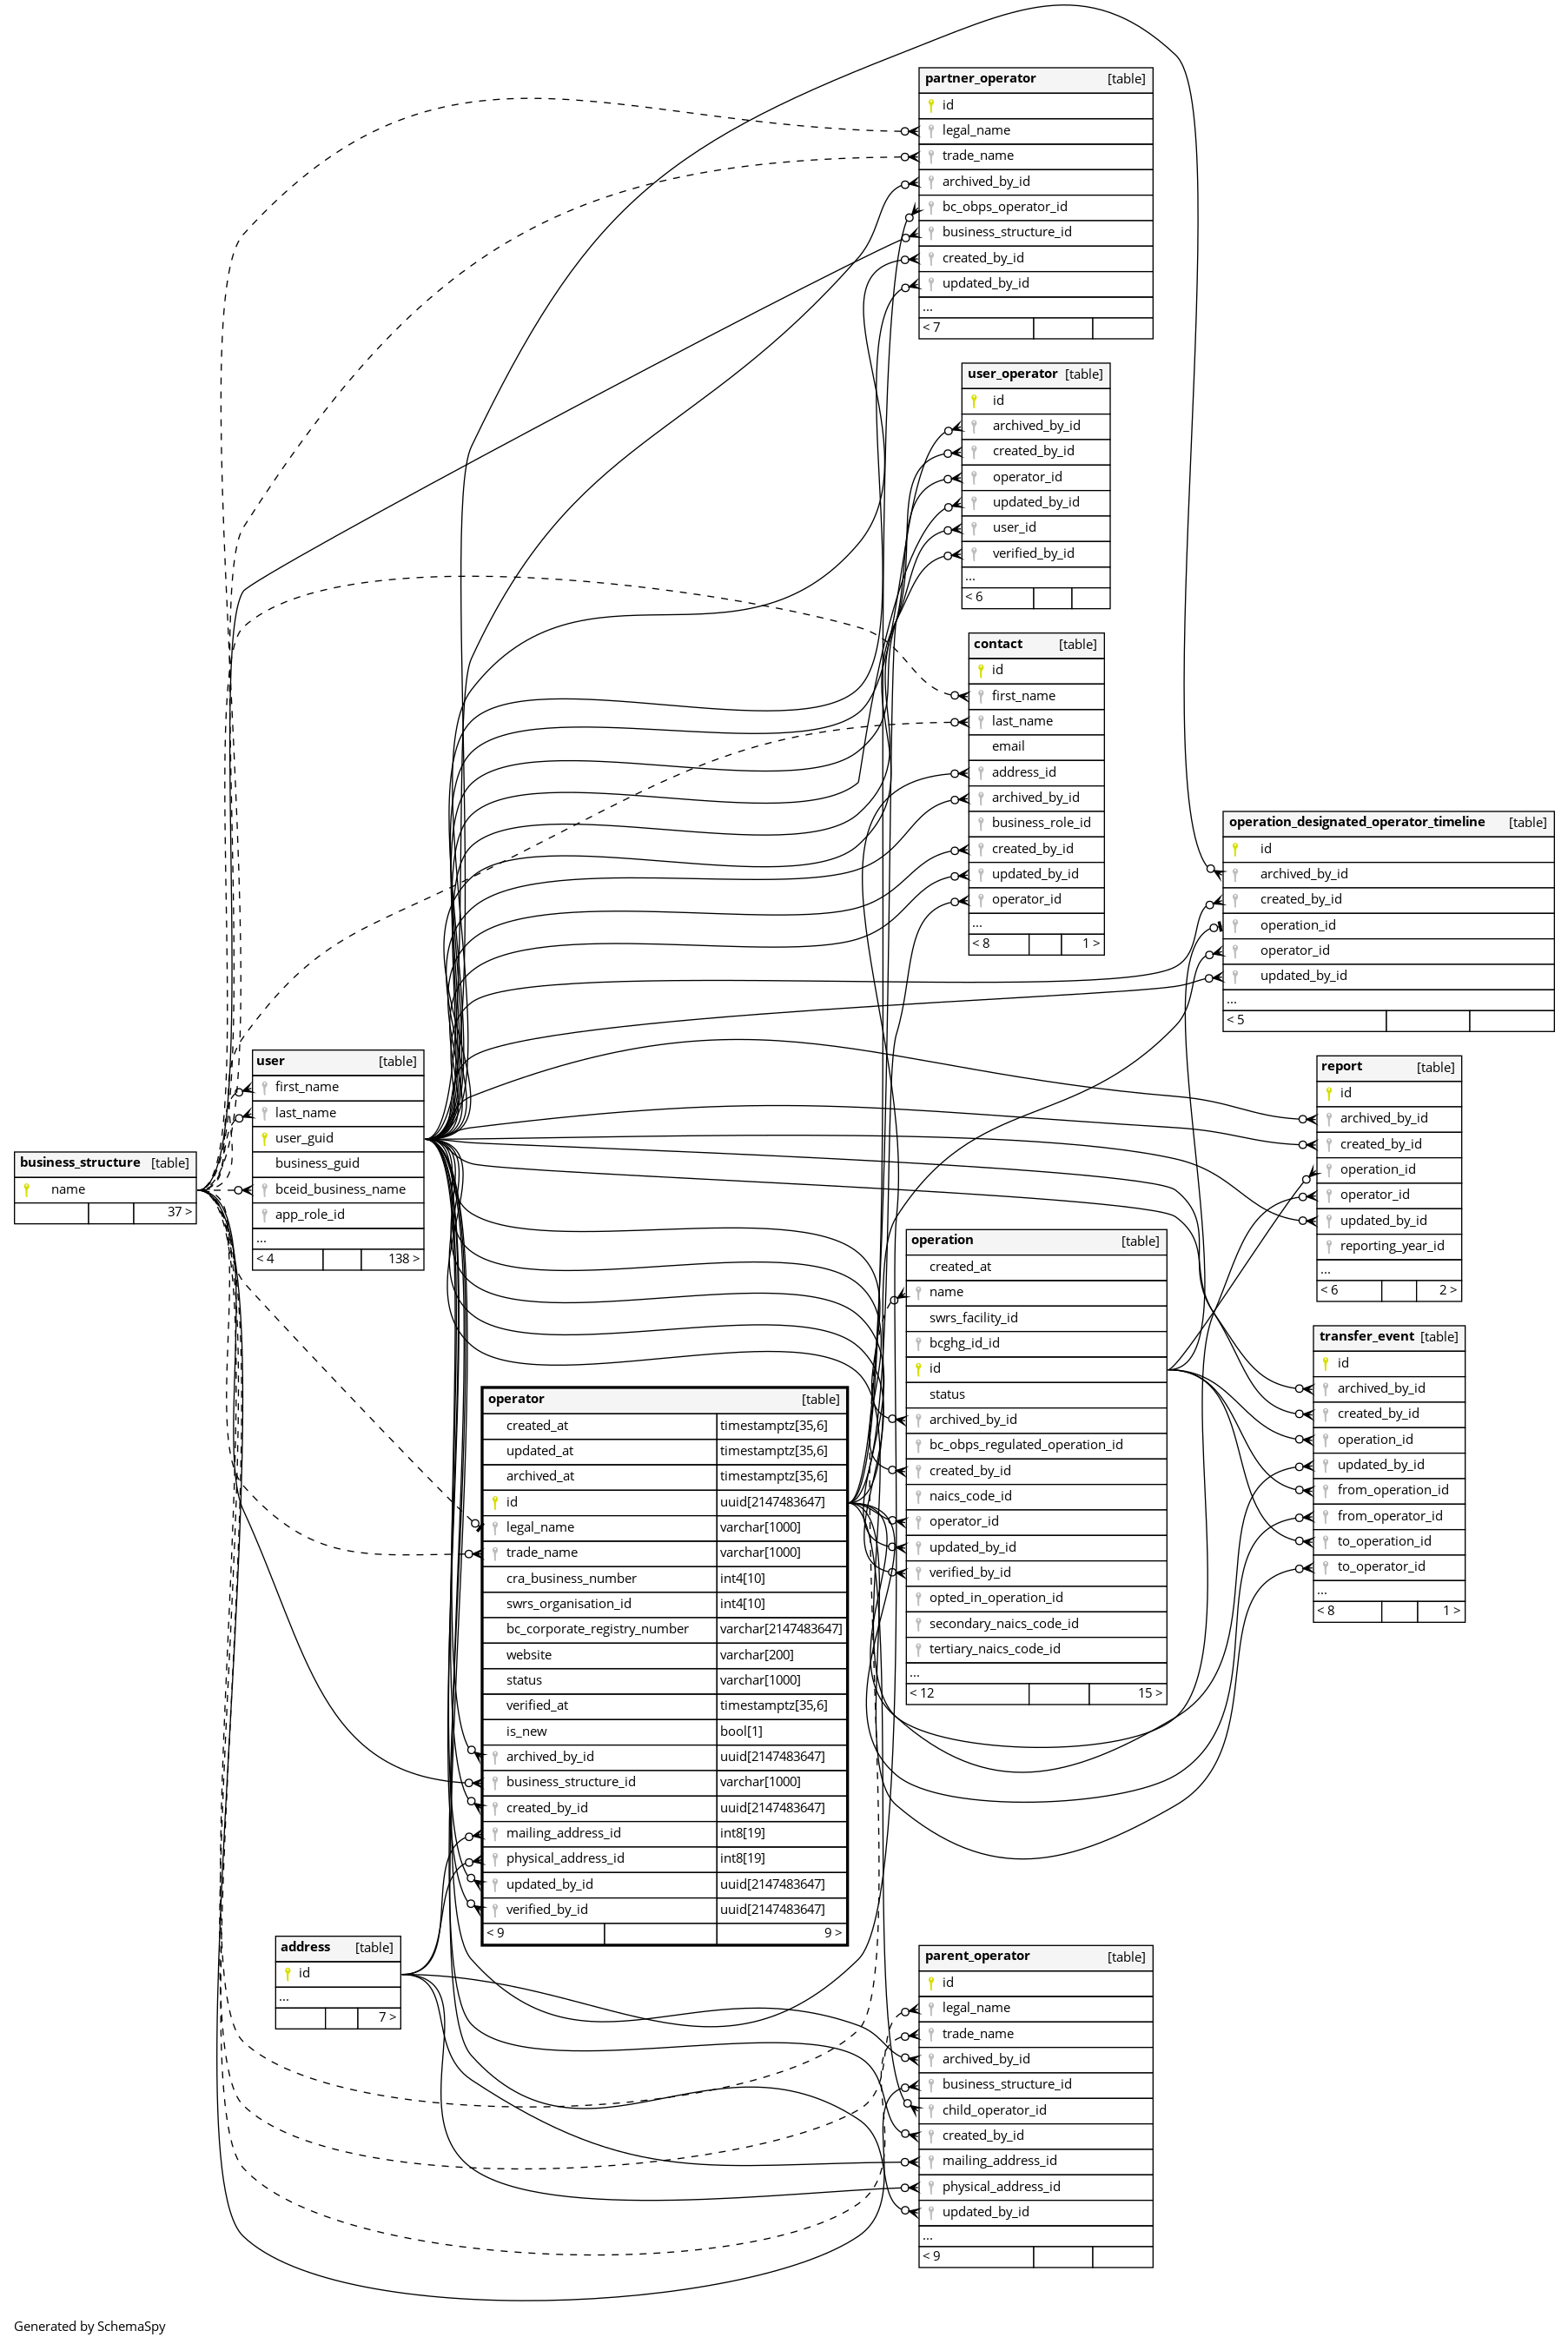 partner_operator [table]
id
legal_name
trade_name
archived_by_id
bc_obps_operator_id
business_structure_id
created_by_id
updated_by_id
...
< 7
user_operator [table]
id
archived_by_id
created_by_id
operator_id
updated_by_id
user_id
verified_by_id
...
< 6
contact [table]
id
first_name
last_name
email
address_id
archived_by_id
business_role_id
created_by_id
updated_by_id
operator_id
...
< 8 1 >
operation_designated_operator_timeline [table]
id
archived_by_id
created_by_id
operation_id
operator_id
updated_by_id
...
< 5
user [table]
first_name
last_name
user_guid
business_guid
bceid_business_name
app_role_id
...
< 4 138 >
business_structure [table]
name
37 >
report [table]
id
archived_by_id
created_by_id
operation_id
operator_id
updated_by_id
reporting_year_id
...
< 6 2 >
operation [table]
created_at
name
swrs_facility_id
bcghg_id_id
id
status
archived_by_id
bc_obps_regulated_operation_id
created_by_id
naics_code_id
operator_id
updated_by_id
verified_by_id
opted_in_operation_id
secondary_naics_code_id
tertiary_naics_code_id
...
< 12 15 >
transfer_event [table]
id
archived_by_id
created_by_id
operation_id
updated_by_id
from_operation_id
from_operator_id
to_operation_id
to_operator_id
...
< 8 1 >
operator [table]
created_at timestamptz[35,6]
updated_at timestamptz[35,6]
archived_at timestamptz[35,6]
id uuid[2147483647]
legal_name varchar[1000]
trade_name varchar[1000]
cra_business_number int4[10]
swrs_organisation_id int4[10]
bc_corporate_registry_number varchar[2147483647]
website varchar[200]
status varchar[1000]
verified_at timestamptz[35,6]
is_new bool[1]
archived_by_id uuid[2147483647]
business_structure_id varchar[1000]
created_by_id uuid[2147483647]
mailing_address_id int8[19]
physical_address_id int8[19]
updated_by_id uuid[2147483647]
verified_by_id uuid[2147483647]
< 9 9 >
address [table]
id
...
7 >
parent_operator [table]
id
legal_name
trade_name
archived_by_id
business_structure_id
child_operator_id
created_by_id
mailing_address_id
physical_address_id
updated_by_id
...
< 9
Generated by SchemaSpy